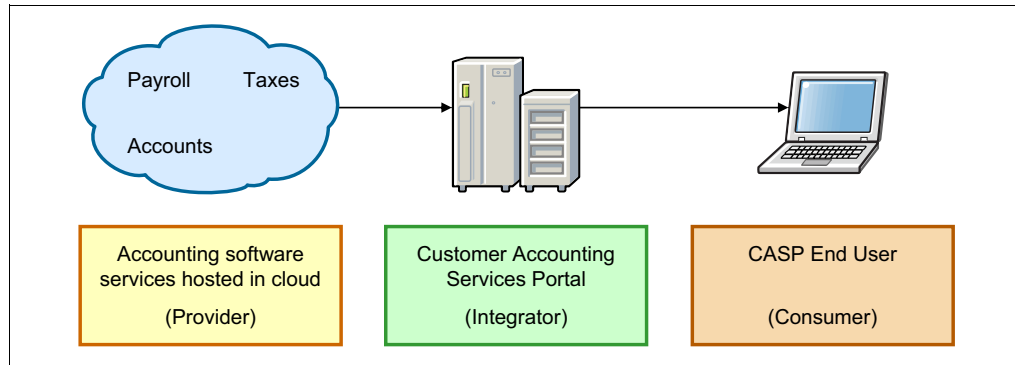 Payroll Taxes
Accounts
Accounting software
services hosted in cloud
(Provider)
Customer Accounting
Services Portal
(Integrator)
CASP End User
(Consumer)